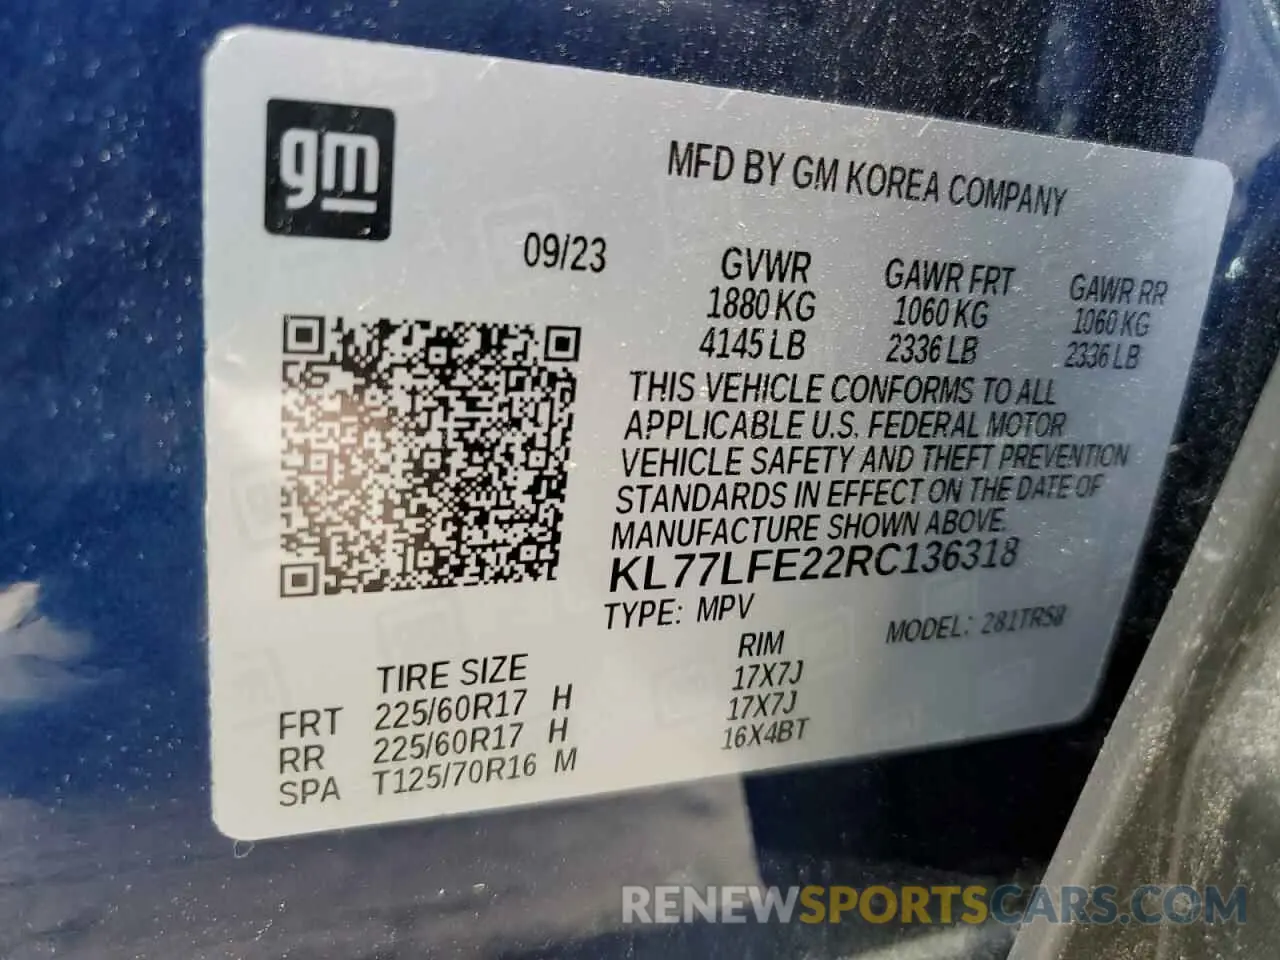 gm
MFD BY GM KOREA COMPANY
09/23
GVWR GAWR FRT GAWR RR
1880 KG 1060 KG 1060 KG
4145 LB 2336 LB 2336 LB
THIS VEHICLE CONFORMS TO ALL
APPLICABLE U.S. FEDERAL MOTOR
VEHICLE SAFETY AND THEFT PREVENTION
STANDARDS IN EFFECT ON THE DATE OF
MANUFACTURE SHOWN ABOVE.
KL77LFE22RC136318
TYPE: MPV MODEL: 281TR58
TIRE SIZE RIM
FRT 225/60R17 H 17X7J
RR 225/60R17 H 17X7J
SPA T125/70R16 M 16X4BT
RENEWSPORTSCARS.COM